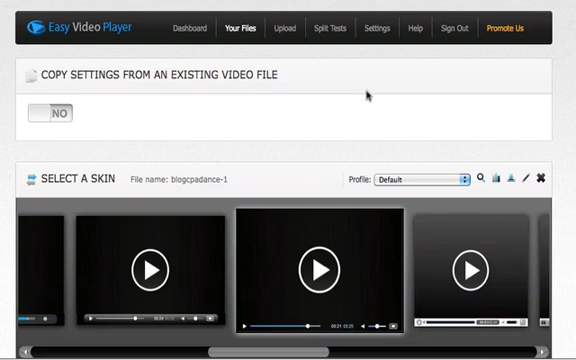 Easy Video Player Dashboard Your Files Upload Split Tests Settings Help Sign Out Promote Us
COPY SETTINGS FROM AN EXISTING VIDEO FILE
NO
SELECT A SKIN File name: blogcpadance-1 Profile: Default